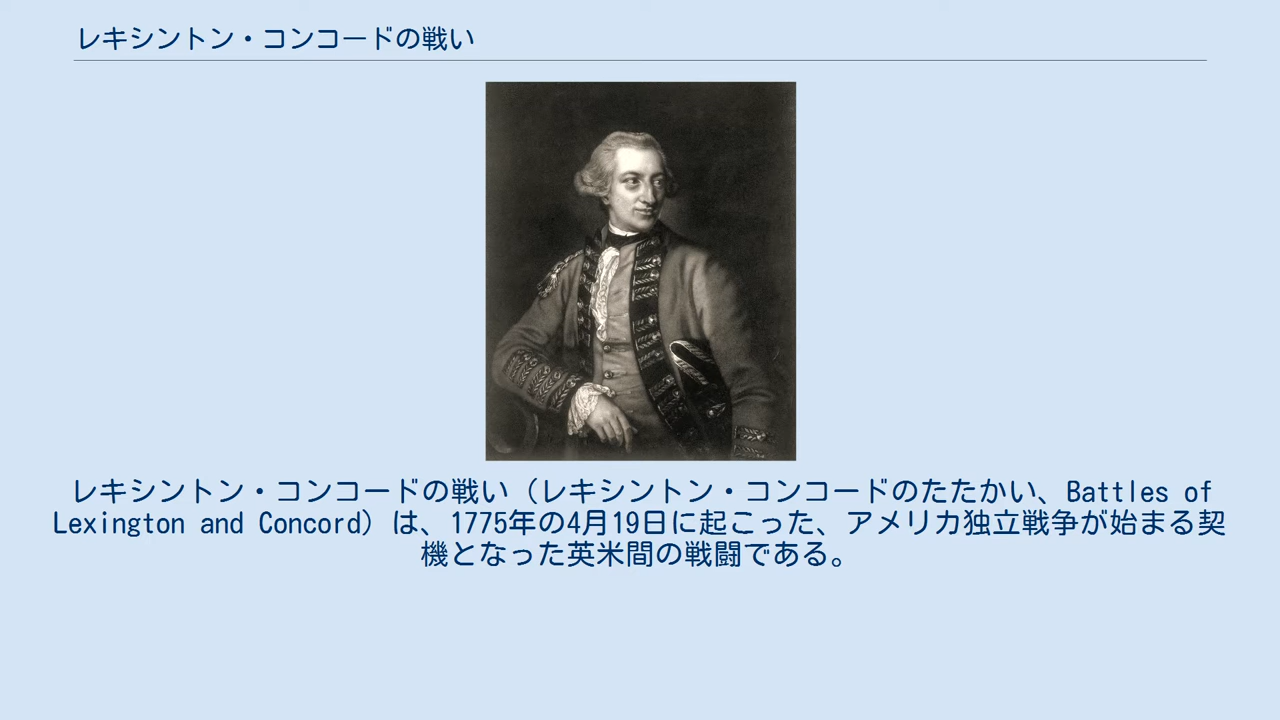 レキシントン・コンコードの戦い
レキシントン・コンコードの戦い（レキシントン・コンコードのたたかい、Battles of
Lexington and Concord）は、1775年の4月19日に起こった、アメリカ独立戦争が始まる契
機となった英米間の戦闘である。